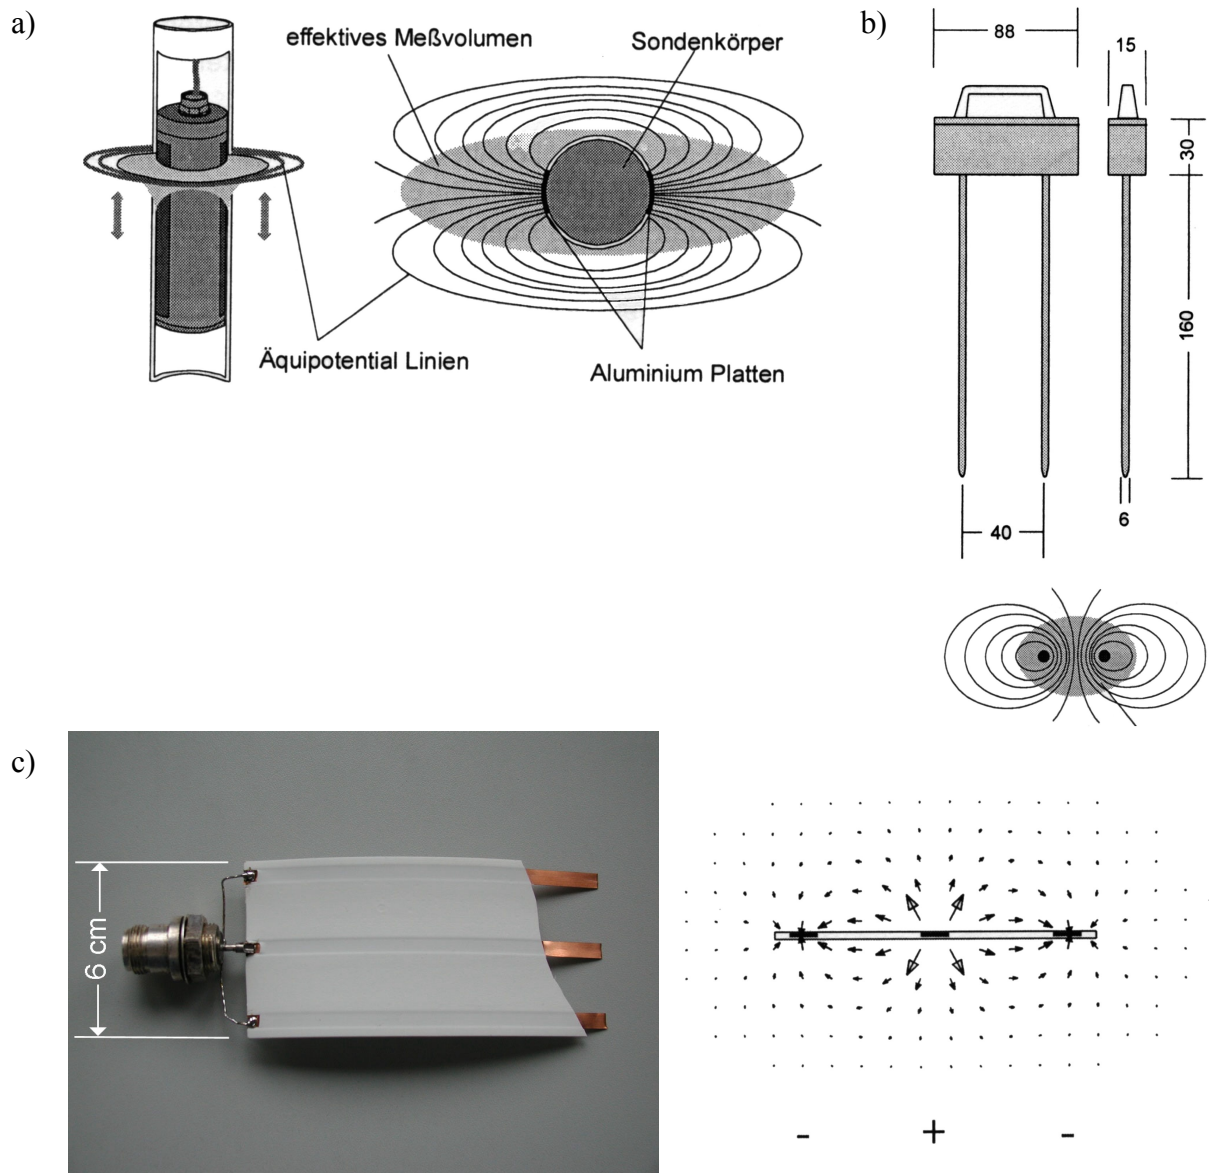 a)
effektives Meßvolumen
Sondenkörper
Äquipotential Linien
Aluminium Platten
b)
88
15
30
160
40
6
c)
6 cm
- + -